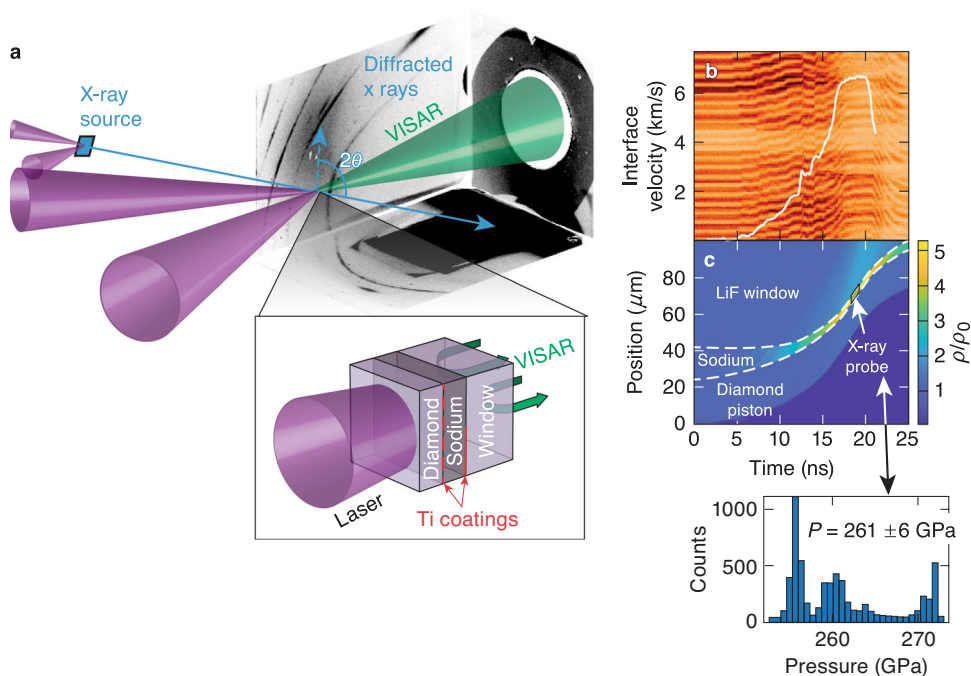 a
X-ray
source
Diffracted
x rays
VISAR
2θ
VISAR
Diamond
Sodium
Window
Laser
Ti coatings
b
Interface
velocity (km/s)
6
4
2
c
Position (μm)
80
60
40
20
0
LiF window
Sodium
Diamond
piston
X-ray
probe
0 5 10 15 20 25
Time (ns)
5
4
3
2
1
ρ/ρ0
1000
500
0
Counts
P = 261 ±6 GPa
260 270
Pressure (GPa)